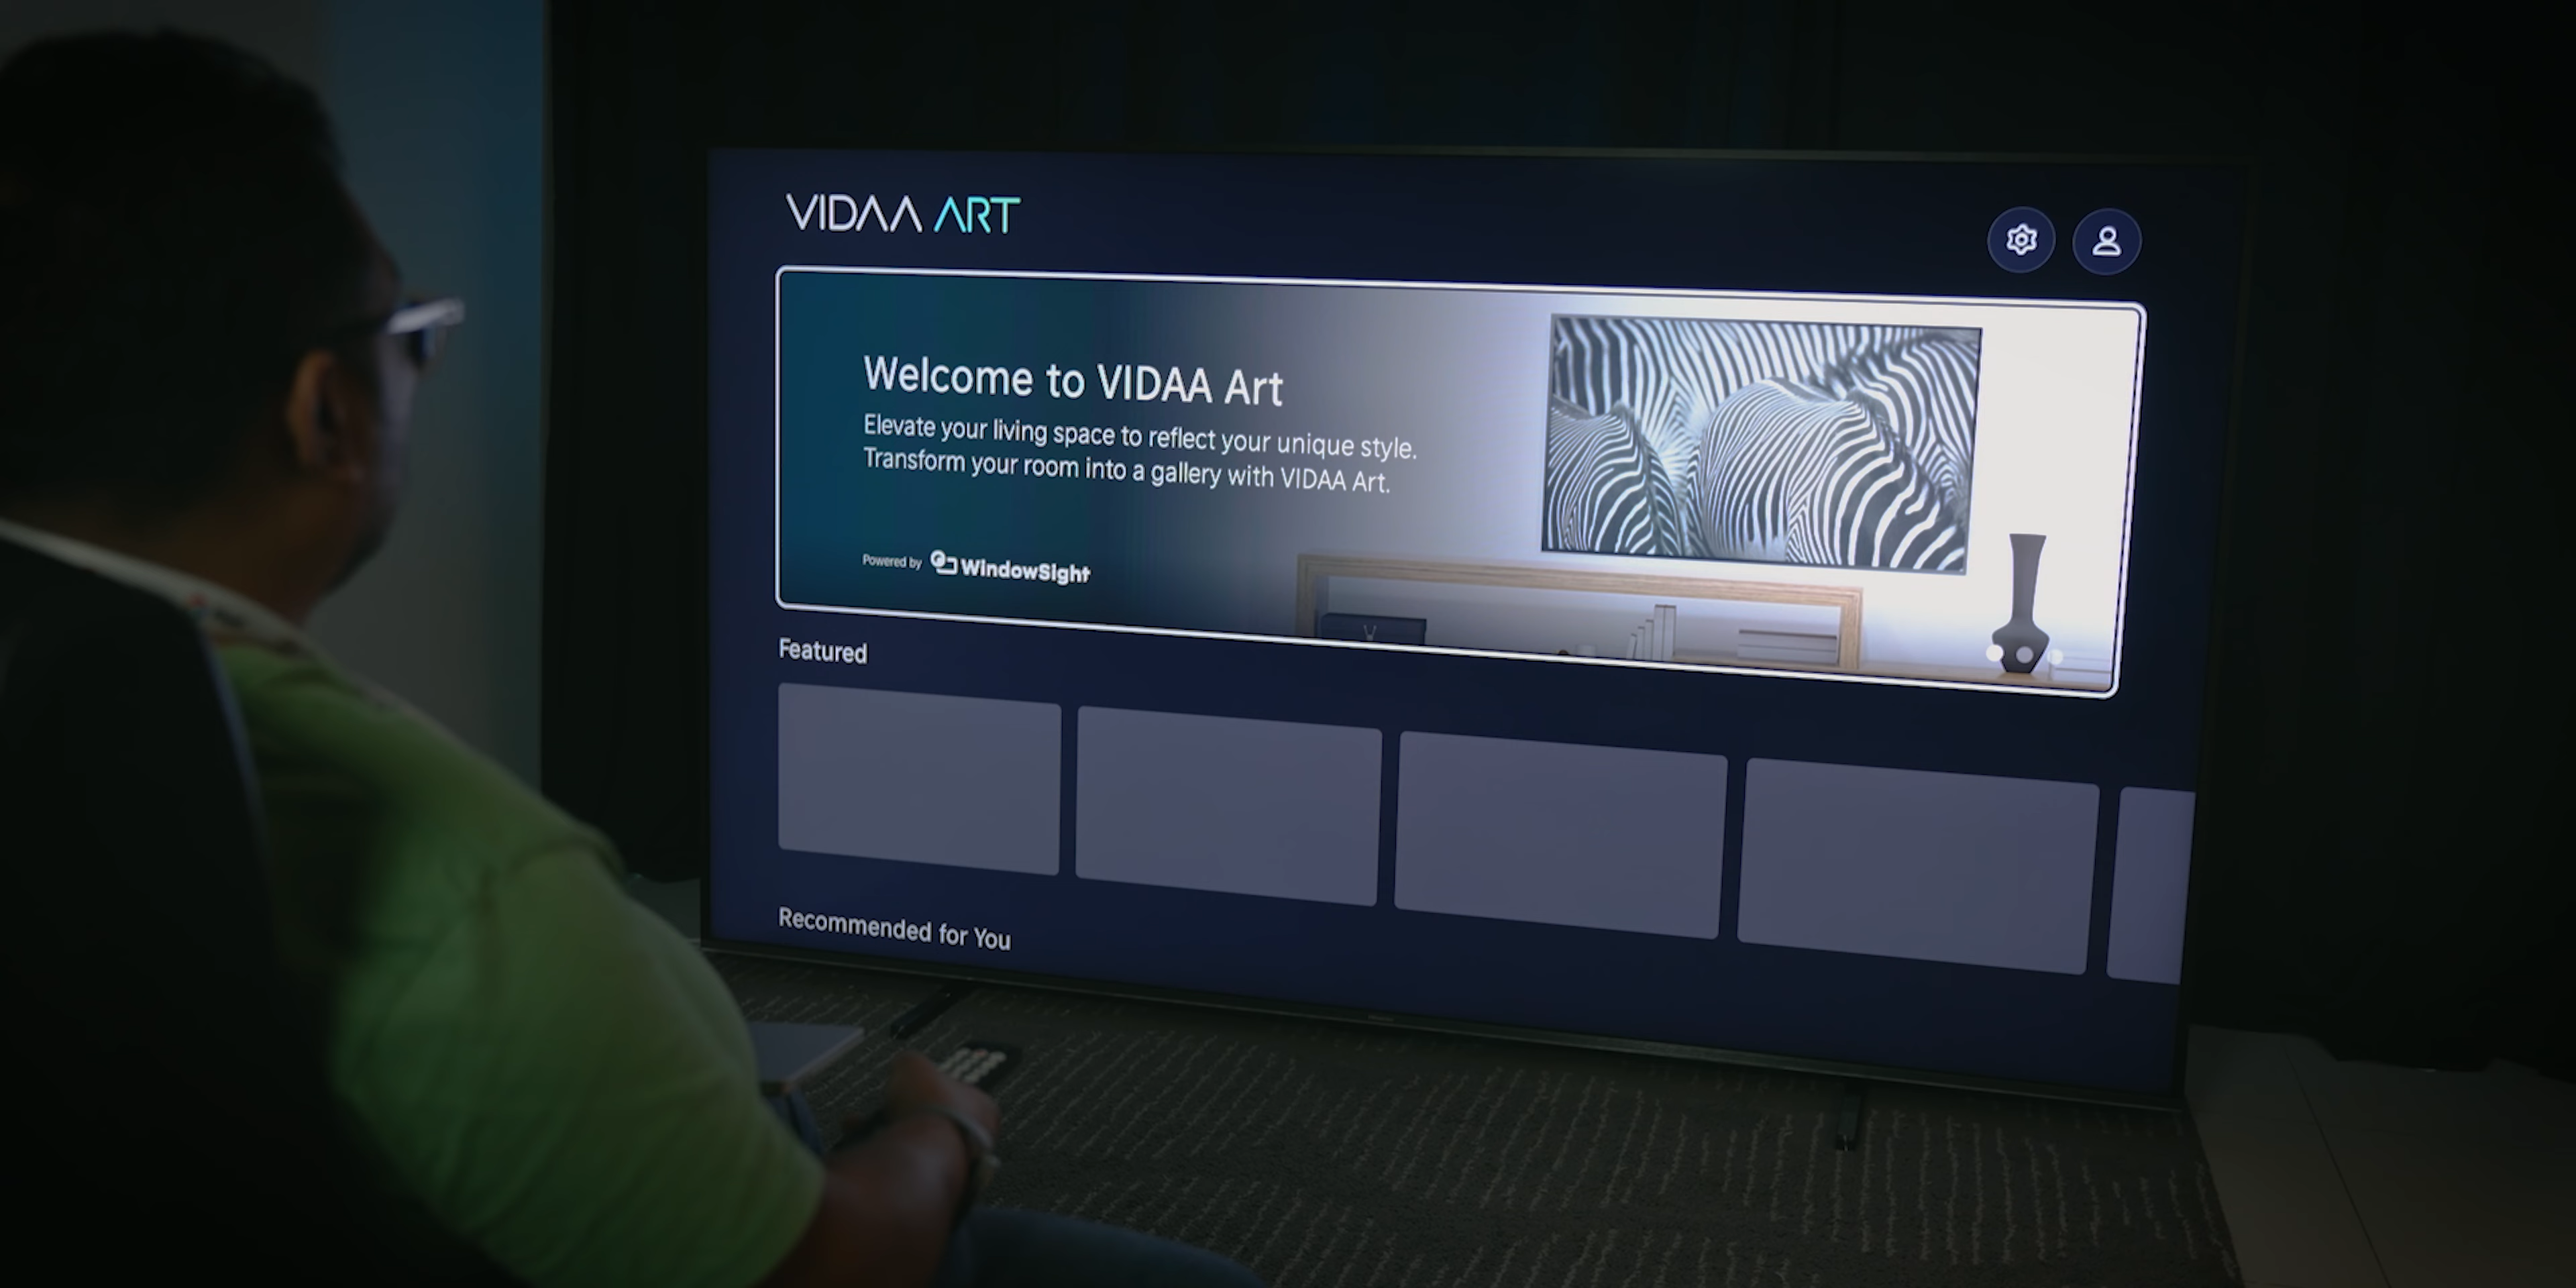 VIDAA ART
Welcome to VIDAA Art
Elevate your living space to reflect your unique style.
Transform your room into a gallery with VIDAA Art.
Powered by WindowSight
Featured
Recommended for You